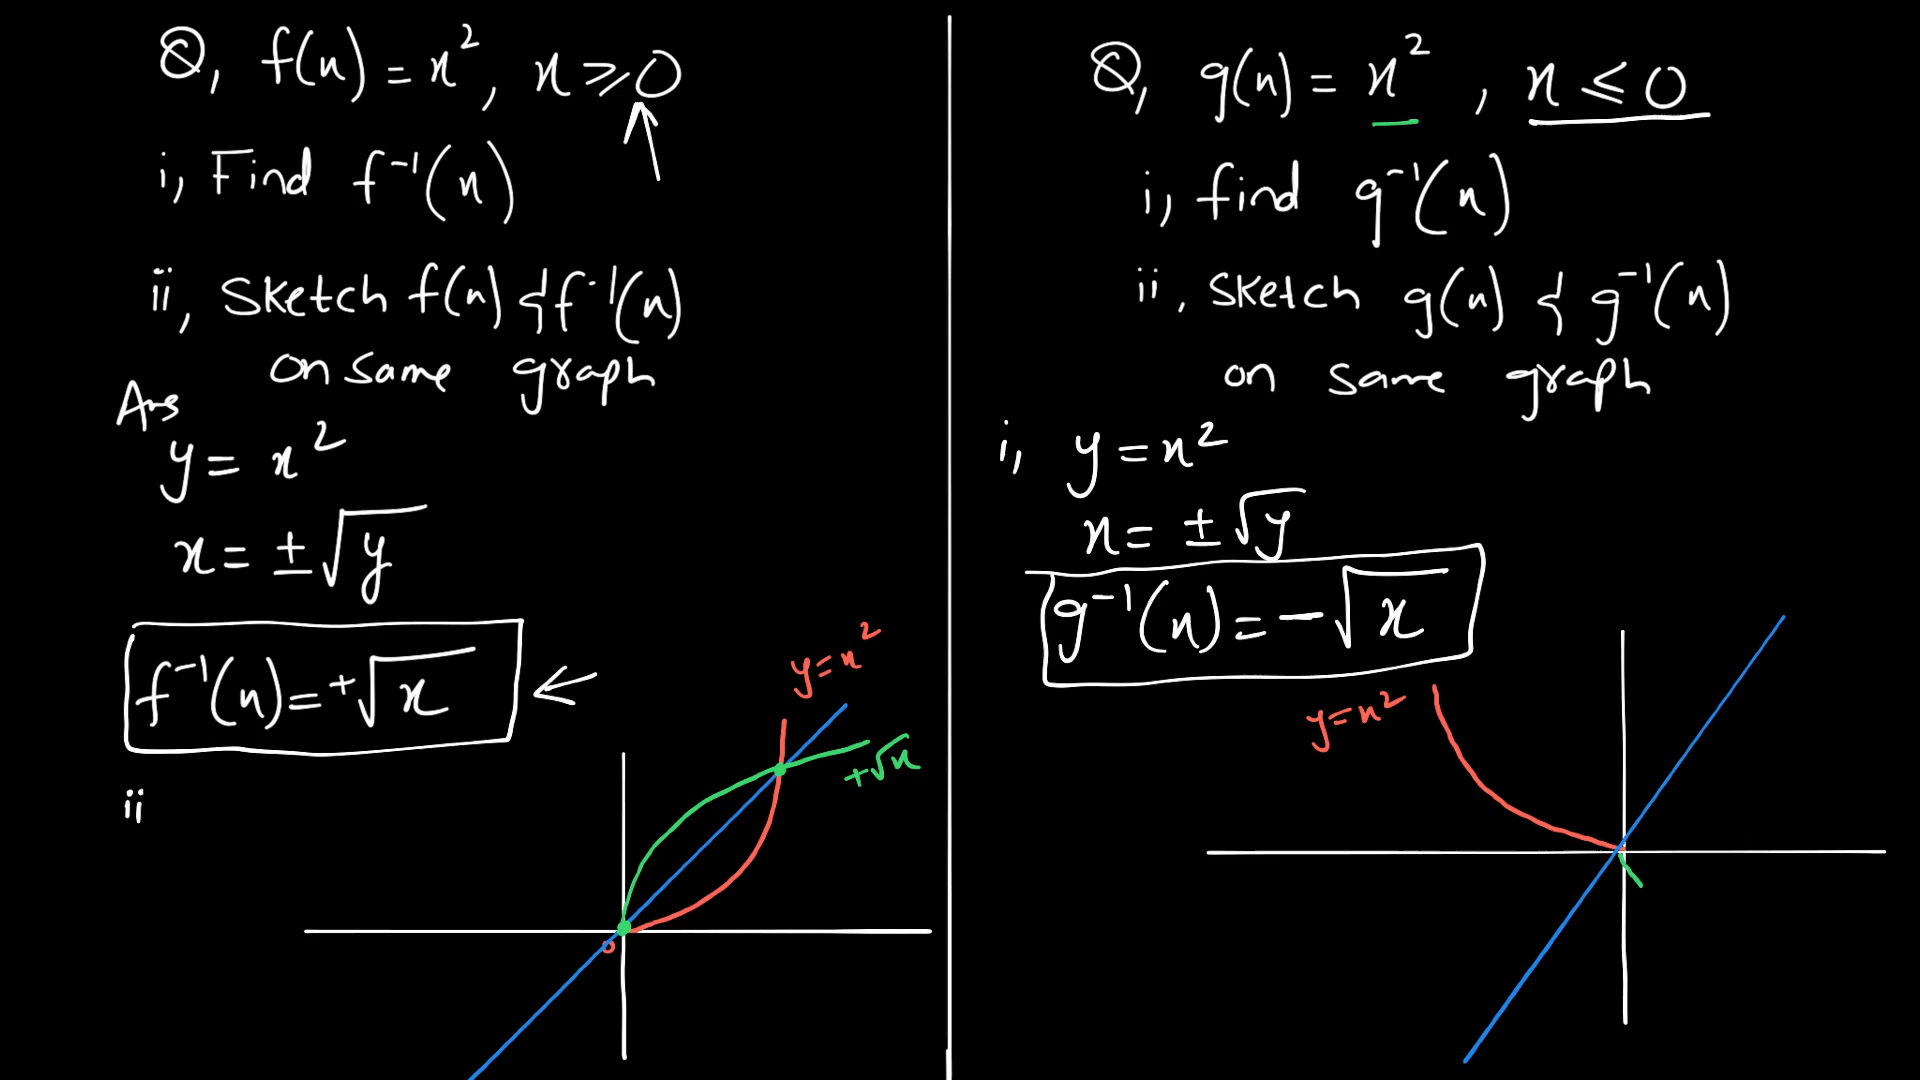 Q, f(x) = x², x ≥ 0
i, Find f⁻¹(x)
ii, Sketch f(x) & f⁻¹(x)
on same graph
Ans
y = x²
x = ±√y
f⁻¹(x) = +√x
ii
y = x²
+√x
0
Q, g(x) = x², x ≤ 0
i, find g⁻¹(x)
ii, Sketch g(x) & g⁻¹(x)
on same graph
i, y = x²
x = ±√y
g⁻¹(x) = -√x
y = x²